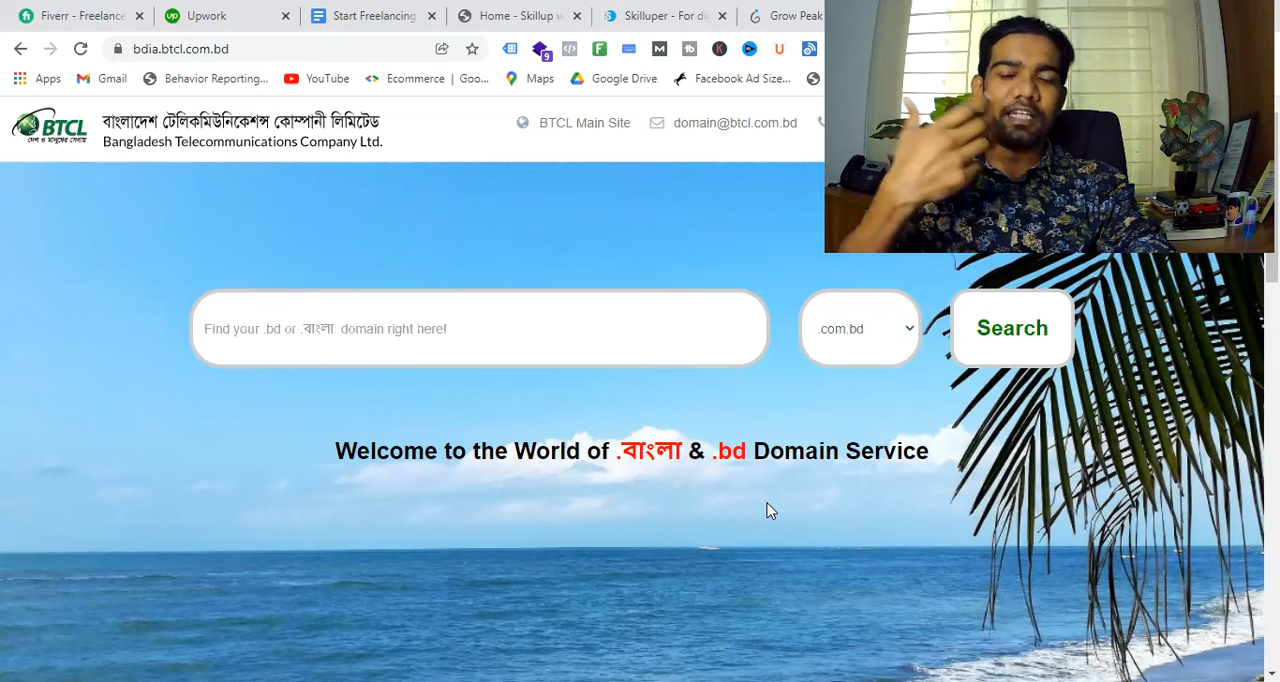 Fiverr - Freelance
Upwork
Start Freelancing
Home - Skillup w
Skilluper - For di
Grow Peak
bdia.btcl.com.bd
9
Apps
Gmail
Behavior Reporting...
YouTube
Ecommerce | Goo...
Maps
Google Drive
Facebook Ad Size...
BTCL
দেশ ও মানুষের সেবায়
বাংলাদেশ টেলিকমিউনিকেশন্স কোম্পানী লিমিটেড
Bangladesh Telecommunications Company Ltd.
BTCL Main Site
domain@btcl.com.bd
Find your .bd or .বাংলা domain right here!
.com.bd
Search
Welcome to the World of .বাংলা & .bd Domain Service